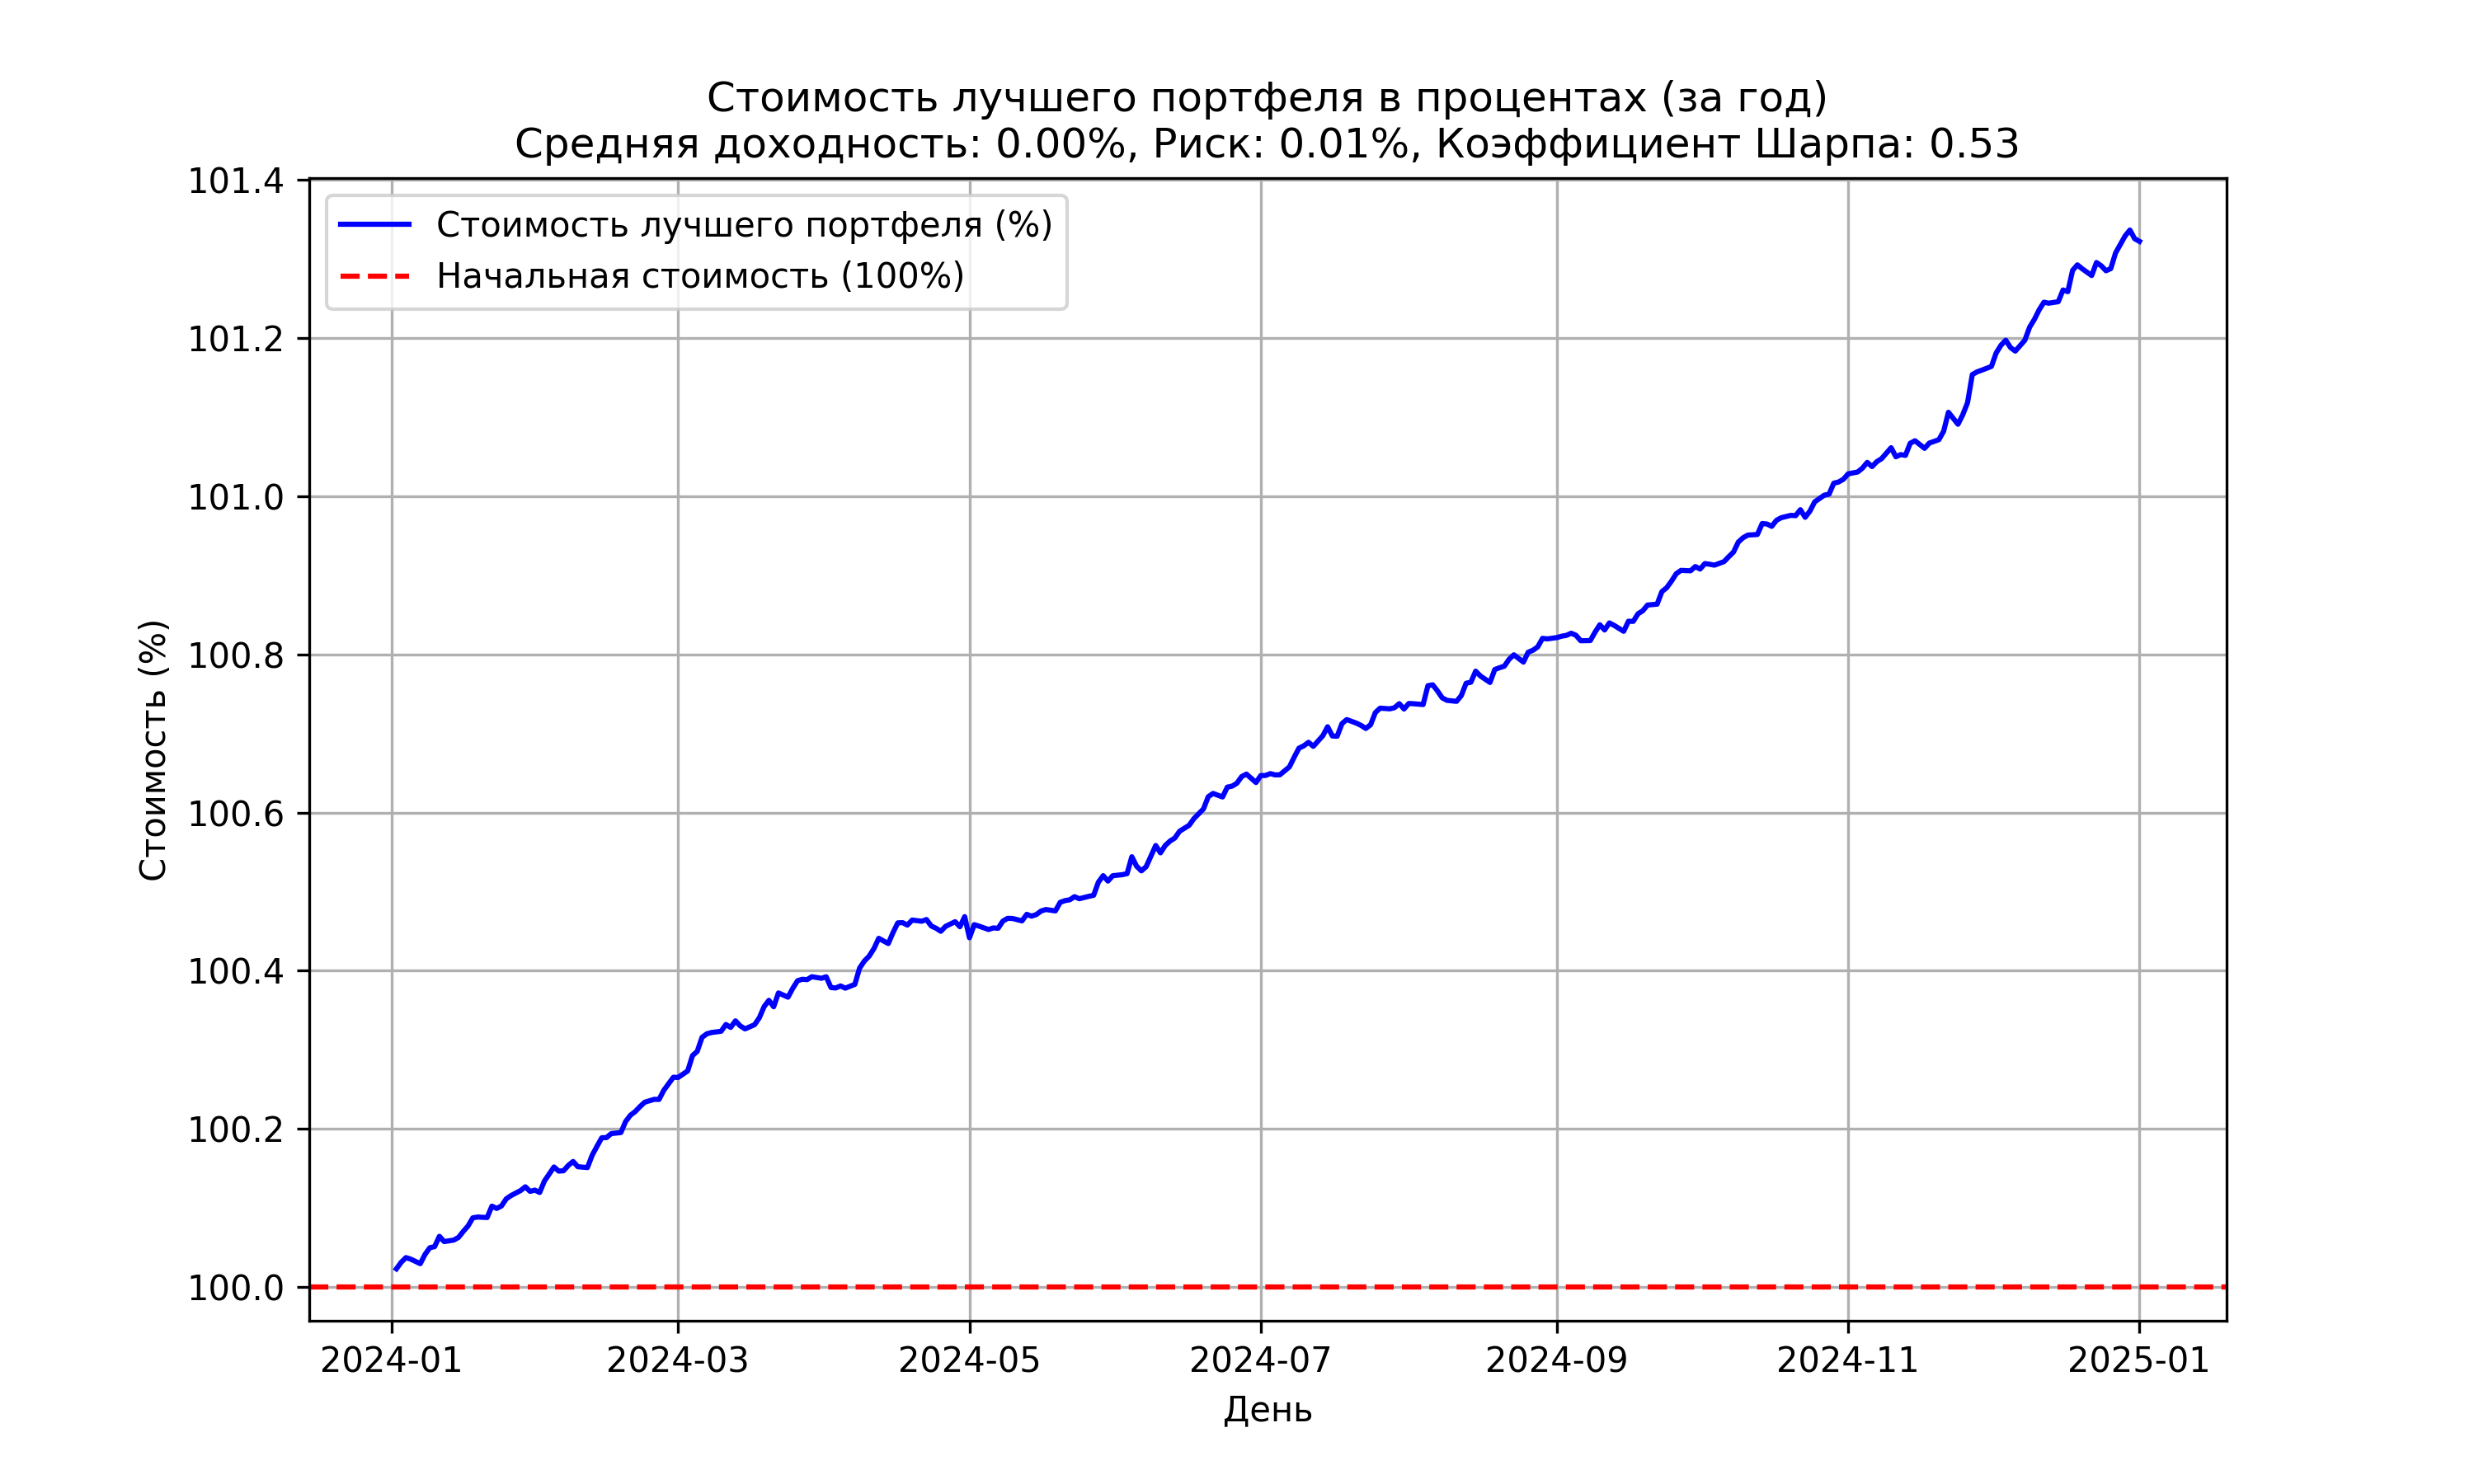 Стоимость лучшего портфеля в процентах (за год)
Средняя доходность: 0.00%, Риск: 0.01%, Коэффициент Шарпа: 0.53
Стоимость лучшего портфеля (%)
Начальная стоимость (100%)
Стоимость (%)
101.4
101.2
101.0
100.8
100.6
100.4
100.2
100.0
2024-01 2024-03 2024-05 2024-07 2024-09 2024-11 2025-01
День